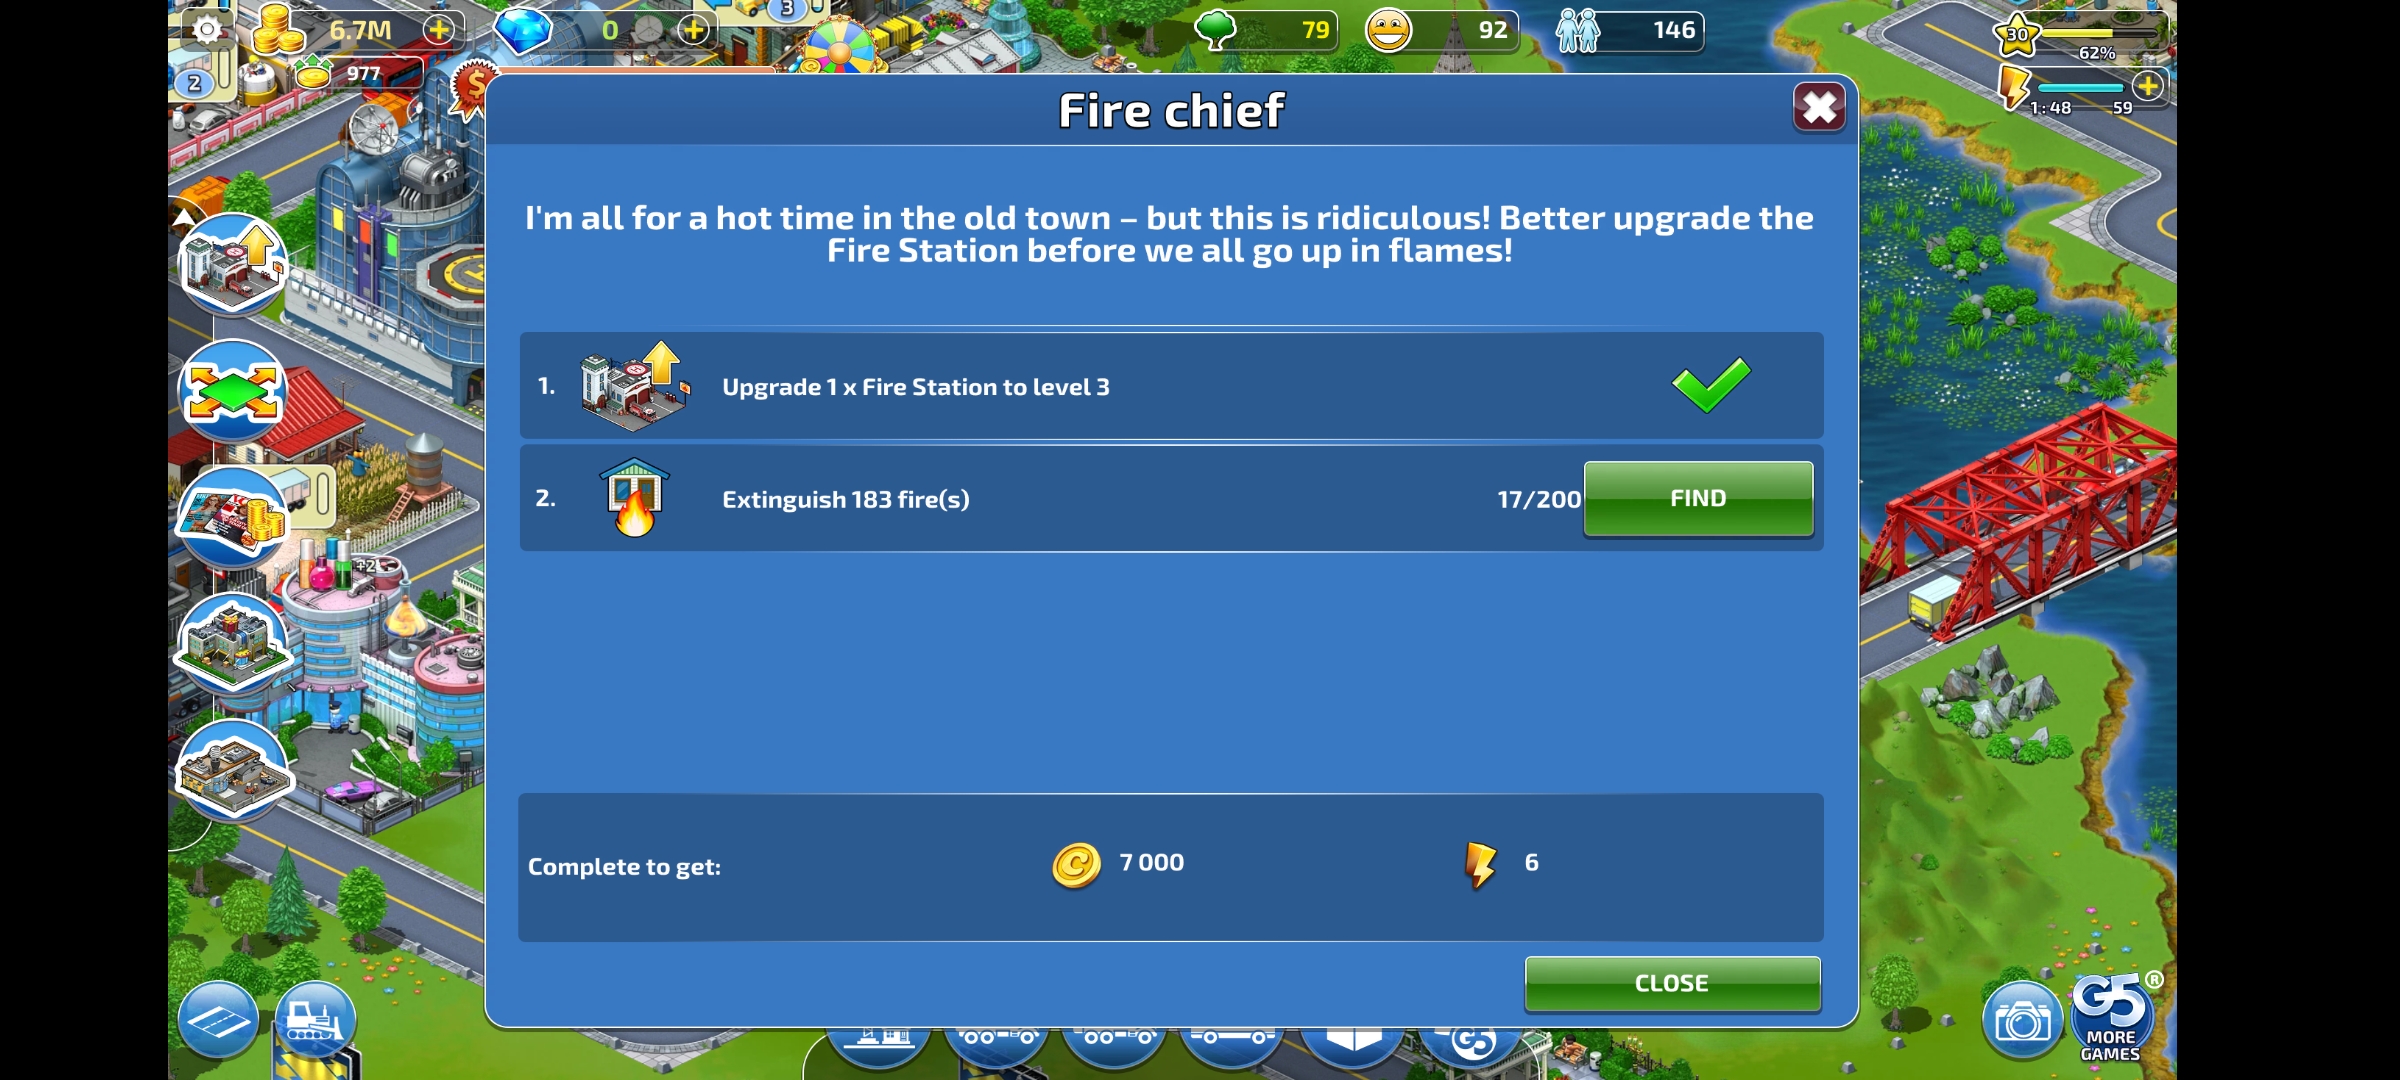 6.7M
0
3
79
92
146
30
62%
2
977
1:48
59
Fire chief
I'm all for a hot time in the old town – but this is ridiculous! Better upgrade the
Fire Station before we all go up in flames!
1.
Upgrade 1 x Fire Station to level 3
2.
Extinguish 183 fire(s)
17/200
FIND
+2
Complete to get:
7 000
6
CLOSE
G5
G5®
MORE
GAMES